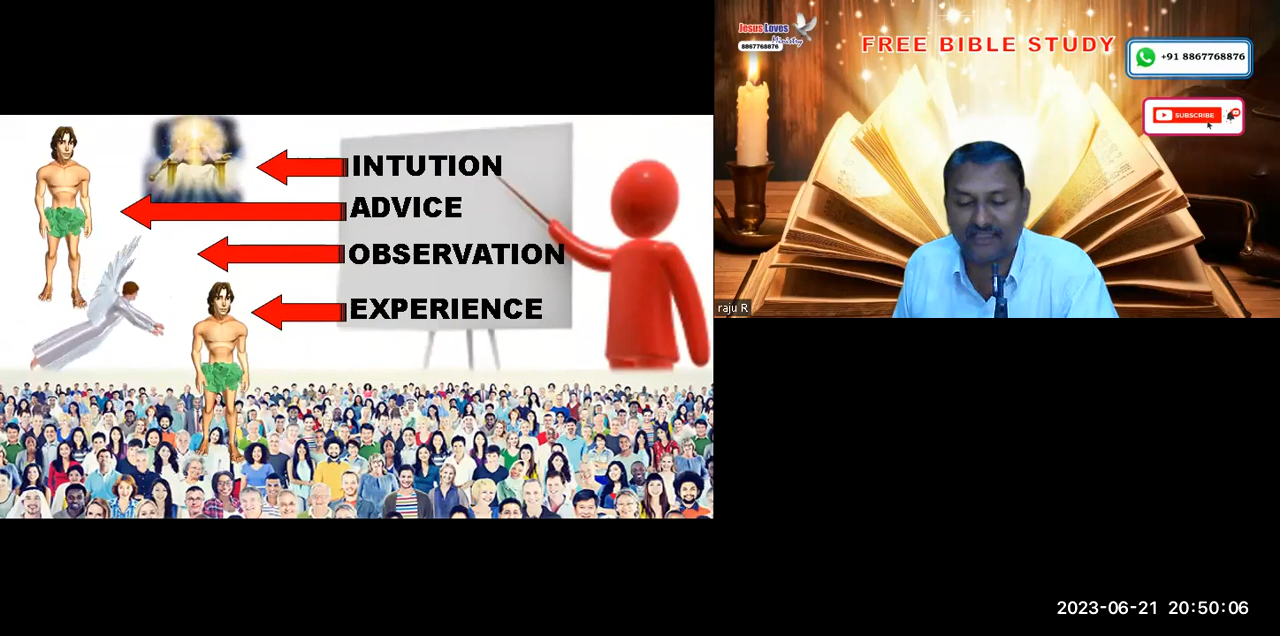 INTUTION
ADVICE
OBSERVATION
EXPERIENCE
Jesus Loves
Ministry
8867768876
FREE BIBLE STUDY
+91 8867768876
SUBSCRIBE
raju R
2023-06-21 20:50:06